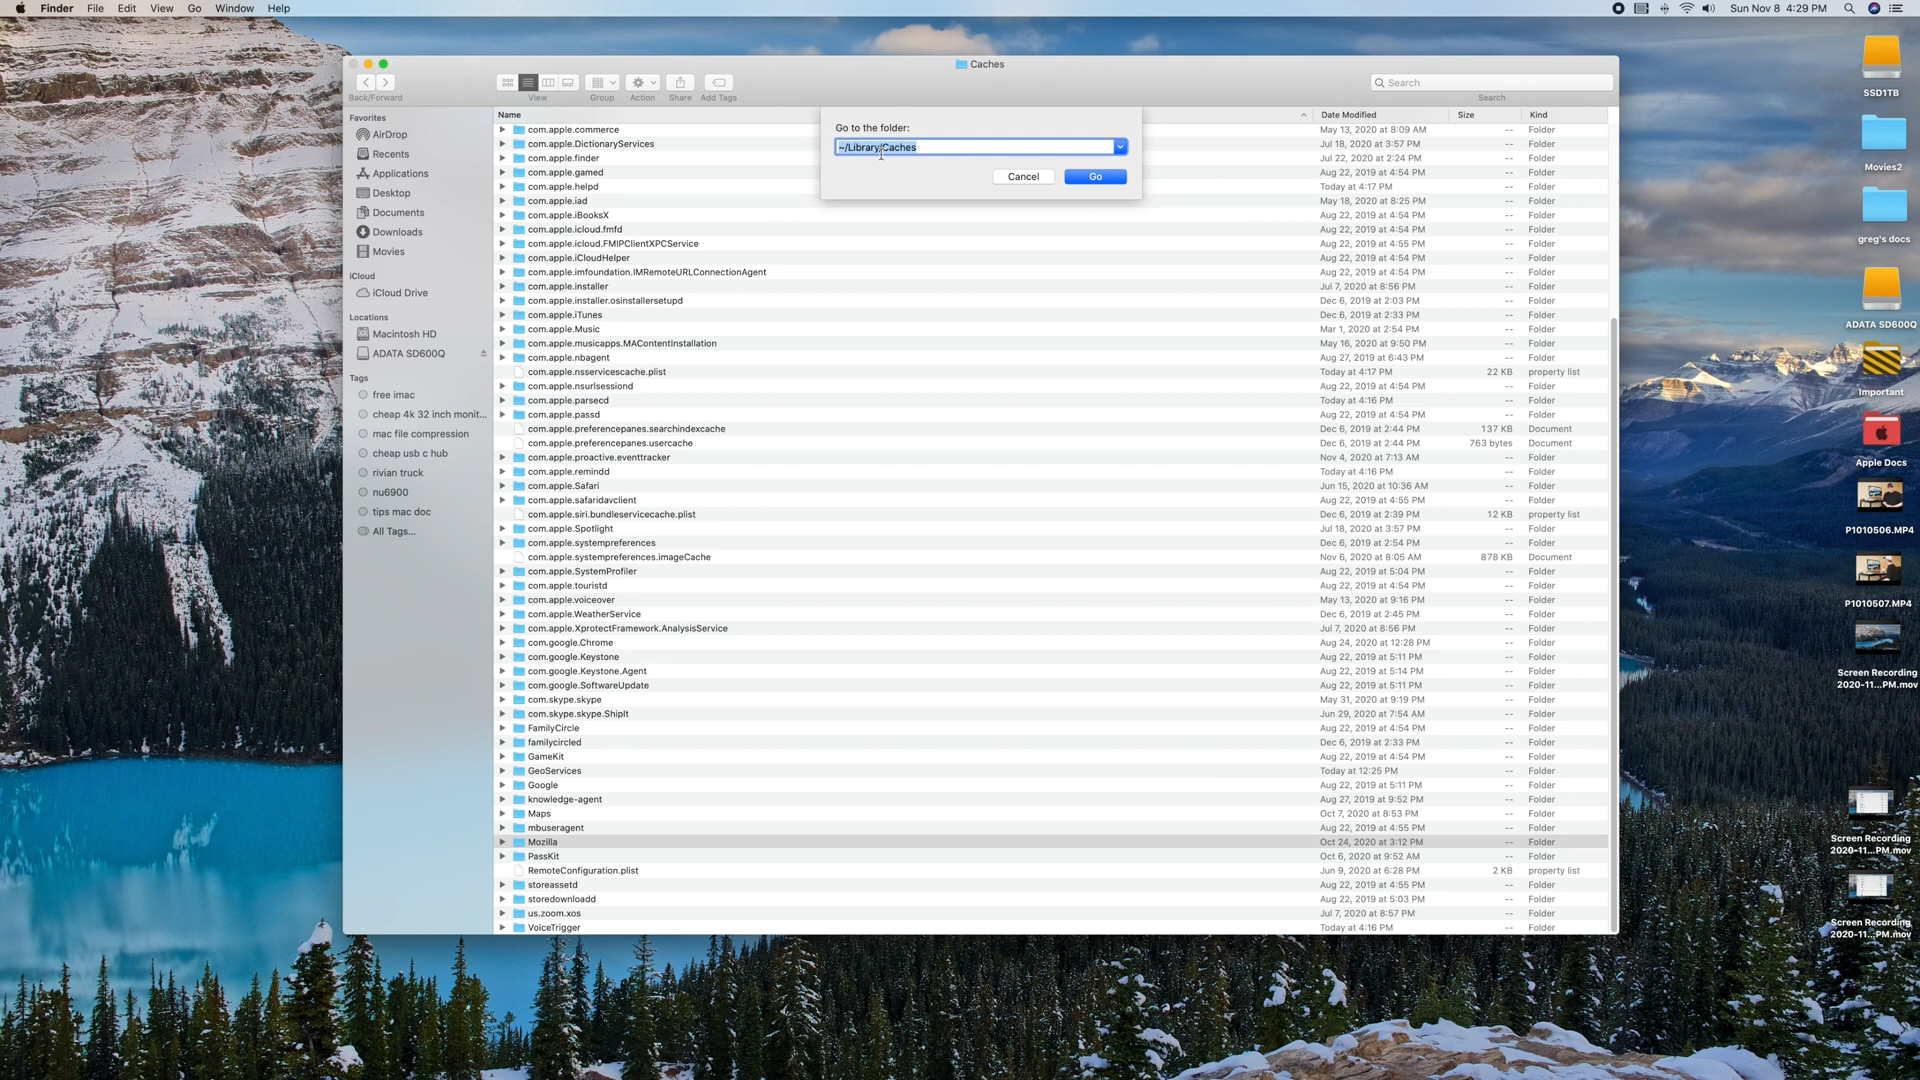 Finder File Edit View Go Window Help
Sun Nov 8 4:29 PM
Caches
Back/Forward View Group Action Share Add Tags Search
Search
Go to the folder:
~/Library/Caches
Cancel Go
Favorites
AirDrop
Recents
Applications
Desktop
Documents
Downloads
Movies
iCloud
iCloud Drive
Locations
Macintosh HD
ADATA SD600Q
Tags
free imac
cheap 4k 32 inch monit...
mac file compression
cheap usb c hub
rivian truck
nu6900
tips mac doc
All Tags...
Name Date Modified Size Kind
com.apple.commerce May 13, 2020 at 8:09 AM -- Folder
com.apple.DictionaryServices Jul 18, 2020 at 3:57 PM -- Folder
com.apple.finder Jul 22, 2020 at 2:24 PM -- Folder
com.apple.gamed Aug 22, 2019 at 4:54 PM -- Folder
com.apple.helpd Today at 4:17 PM -- Folder
com.apple.iad May 18, 2020 at 8:25 PM -- Folder
com.apple.iBooksX Aug 22, 2019 at 4:54 PM -- Folder
com.apple.icloud.fmfd Aug 22, 2019 at 4:54 PM -- Folder
com.apple.icloud.FMIPClientXPCService Aug 22, 2019 at 4:55 PM -- Folder
com.apple.iCloudHelper Aug 22, 2019 at 4:54 PM -- Folder
com.apple.imfoundation.IMRemoteURLConnectionAgent Aug 22, 2019 at 4:54 PM -- Folder
com.apple.installer Jul 7, 2020 at 8:56 PM -- Folder
com.apple.installer.osinstallersetupd Dec 6, 2019 at 2:03 PM -- Folder
com.apple.iTunes Dec 6, 2019 at 2:33 PM -- Folder
com.apple.Music Mar 1, 2020 at 2:54 PM -- Folder
com.apple.musicapps.MAContentInstallation May 16, 2020 at 9:50 PM -- Folder
com.apple.nbagent Aug 27, 2019 at 6:43 PM -- Folder
com.apple.nsservicescache.plist Today at 4:17 PM 22 KB property list
com.apple.nsurlsessiond Aug 22, 2019 at 4:54 PM -- Folder
com.apple.parsecd Today at 4:16 PM -- Folder
com.apple.passd Aug 22, 2019 at 4:54 PM -- Folder
com.apple.preferencepanes.searchindexcache Dec 6, 2019 at 2:44 PM 137 KB Document
com.apple.preferencepanes.usercache Dec 6, 2019 at 2:44 PM 763 bytes Document
com.apple.proactive.eventtracker Nov 4, 2020 at 7:13 AM -- Folder
com.apple.remindd Today at 4:16 PM -- Folder
com.apple.Safari Jun 15, 2020 at 10:36 AM -- Folder
com.apple.safaridavclient Aug 22, 2019 at 4:55 PM -- Folder
com.apple.siri.bundleservicecache.plist Dec 6, 2019 at 2:39 PM 12 KB property list
com.apple.Spotlight Jul 18, 2020 at 3:57 PM -- Folder
com.apple.systempreferences Dec 6, 2019 at 2:54 PM -- Folder
com.apple.systempreferences.imageCache Nov 6, 2020 at 8:05 AM 878 KB Document
com.apple.SystemProfiler Aug 22, 2019 at 5:04 PM -- Folder
com.apple.touristd Aug 22, 2019 at 4:54 PM -- Folder
com.apple.voiceover May 13, 2020 at 9:16 PM -- Folder
com.apple.WeatherService Dec 6, 2019 at 2:45 PM -- Folder
com.apple.XprotectFramework.AnalysisService Jul 7, 2020 at 8:56 PM -- Folder
com.google.Chrome Aug 24, 2020 at 12:28 PM -- Folder
com.google.Keystone Aug 22, 2019 at 5:11 PM -- Folder
com.google.Keystone.Agent Aug 22, 2019 at 5:14 PM -- Folder
com.google.SoftwareUpdate Aug 22, 2019 at 5:11 PM -- Folder
com.skype.skype May 31, 2020 at 9:19 PM -- Folder
com.skype.skype.ShipIt Jun 29, 2020 at 7:54 AM -- Folder
FamilyCircle Aug 22, 2019 at 4:54 PM -- Folder
familycircled Dec 6, 2019 at 2:33 PM -- Folder
GameKit Aug 22, 2019 at 4:54 PM -- Folder
GeoServices Today at 12:25 PM -- Folder
Google Aug 22, 2019 at 5:11 PM -- Folder
knowledge-agent Aug 27, 2019 at 9:52 PM -- Folder
Maps Oct 7, 2020 at 8:53 PM -- Folder
mbuseragent Aug 22, 2019 at 4:55 PM -- Folder
Mozilla Oct 24, 2020 at 3:12 PM -- Folder
PassKit Oct 6, 2020 at 9:52 AM -- Folder
RemoteConfiguration.plist Jun 9, 2020 at 6:28 PM 2 KB property list
storeassetd Aug 22, 2019 at 4:55 PM -- Folder
storedownloadd Aug 22, 2019 at 5:03 PM -- Folder
us.zoom.xos Jul 7, 2020 at 8:57 PM -- Folder
VoiceTrigger Today at 4:16 PM -- Folder
SSD1TB
Movies2
greg's docs
ADATA SD600Q
Important
Apple Docs
P1010506.MP4
P1010507.MP4
Screen Recording
2020-11...PM.mov
Screen Recording
2020-11...PM.mov
Screen Recording
2020-11...PM.mov